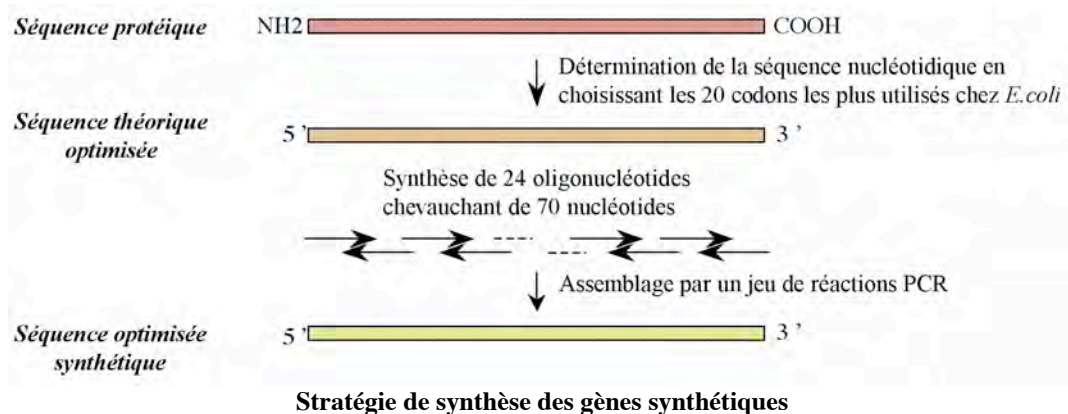 Séquence protéique
NH2
COOH
Détermination de la séquence nucléotidique en
choisissant les 20 codons les plus utilisés chez E.coli
Séquence théorique
optimisée
5 '
3 '
Synthèse de 24 oligonucléotides
chevauchant de 70 nucléotides
Assemblage par un jeu de réactions PCR
Séquence optimisée
synthétique
5 '
3 '
Stratégie de synthèse des gènes synthétiques